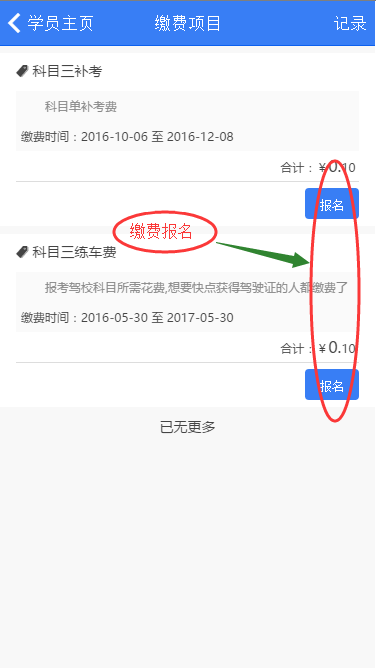 学员主页 缴费项目 记录
科目三补考
科目单补考费
缴费时间：2016-10-06 至 2016-12-08
合计：￥0.10
报名
缴费报名
科目三练车费
报考驾校科目所需花费,想要快点获得驾驶证的人都缴费了
缴费时间：2016-05-30 至 2017-05-30
合计：￥0.10
报名
已无更多